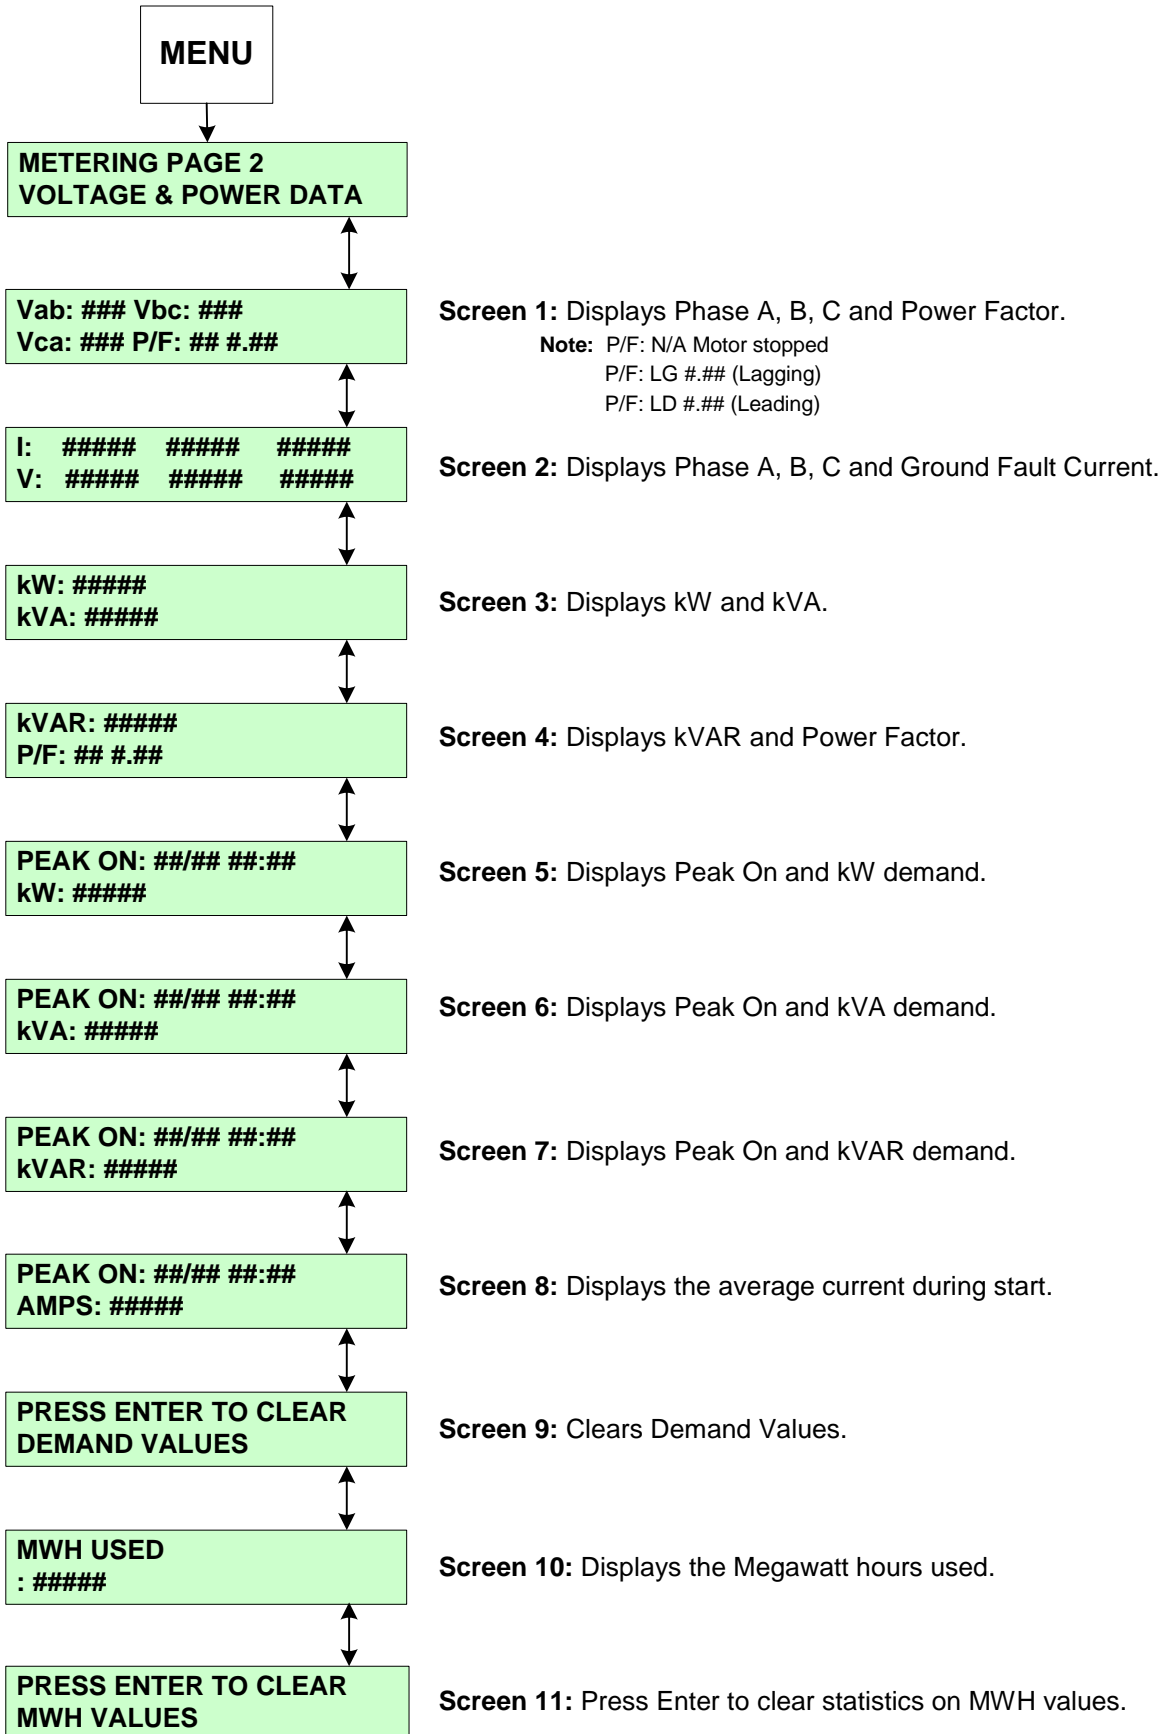 MENU
METERING PAGE 2
VOLTAGE & POWER DATA
Vab: ### Vbc: ###
Vca: ### P/F: ## #.##
Screen 1: Displays Phase A, B, C and Power Factor.
Note: P/F: N/A Motor stopped
P/F: LG #.## (Lagging)
P/F: LD #.## (Leading)
I: ##### ##### #####
V: ##### ##### #####
Screen 2: Displays Phase A, B, C and Ground Fault Current.
kW: #####
kVA: #####
Screen 3: Displays kW and kVA.
kVAR: #####
P/F: ## #.##
Screen 4: Displays kVAR and Power Factor.
PEAK ON: ##/## ##:##
kW: #####
Screen 5: Displays Peak On and kW demand.
PEAK ON: ##/## ##:##
kVA: #####
Screen 6: Displays Peak On and kVA demand.
PEAK ON: ##/## ##:##
kVAR: #####
Screen 7: Displays Peak On and kVAR demand.
PEAK ON: ##/## ##:##
AMPS: #####
Screen 8: Displays the average current during start.
PRESS ENTER TO CLEAR
DEMAND VALUES
Screen 9: Clears Demand Values.
MWH USED
: #####
Screen 10: Displays the Megawatt hours used.
PRESS ENTER TO CLEAR
MWH VALUES
Screen 11: Press Enter to clear statistics on MWH values.